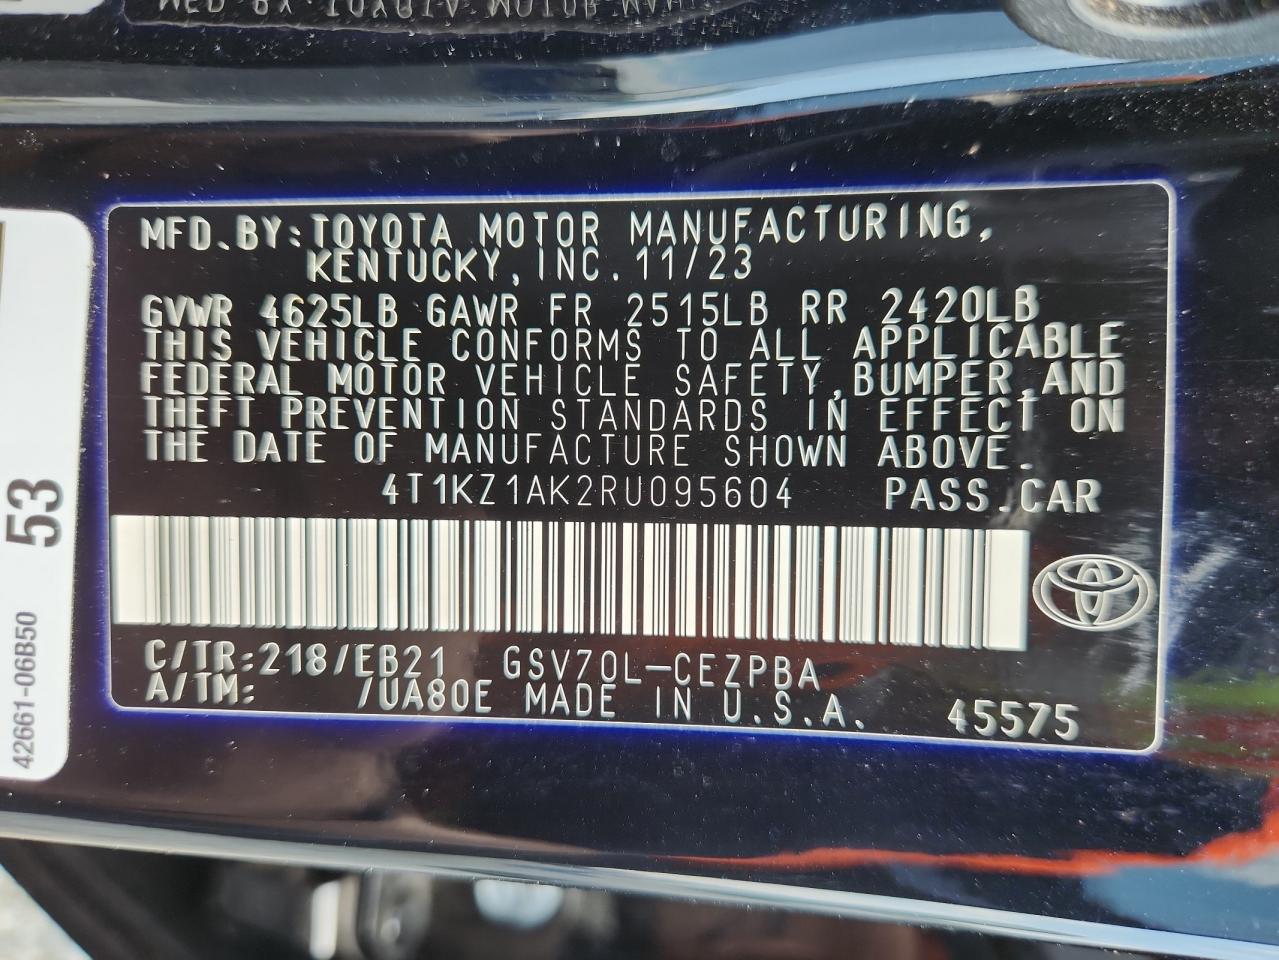 MFD.BY:TOYOTA MOTOR MANUFACTURING,
KENTUCKY,INC.11/23
GVWR 4625LB GAWR FR 2515LB RR 2420LB
THIS VEHICLE CONFORMS TO ALL APPLICABLE
FEDERAL MOTOR VEHICLE SAFETY,BUMPER,AND
THEFT PREVENTION STANDARDS IN EFFECT ON
THE DATE OF MANUFACTURE SHOWN ABOVE.
4T1KZ1AK2RU095604 PASS.CAR
C/TR:218/EB21 GSV70L-CEZPBA
A/TM: /UA80E MADE IN U.S.A. 45575
53
42661-06B50